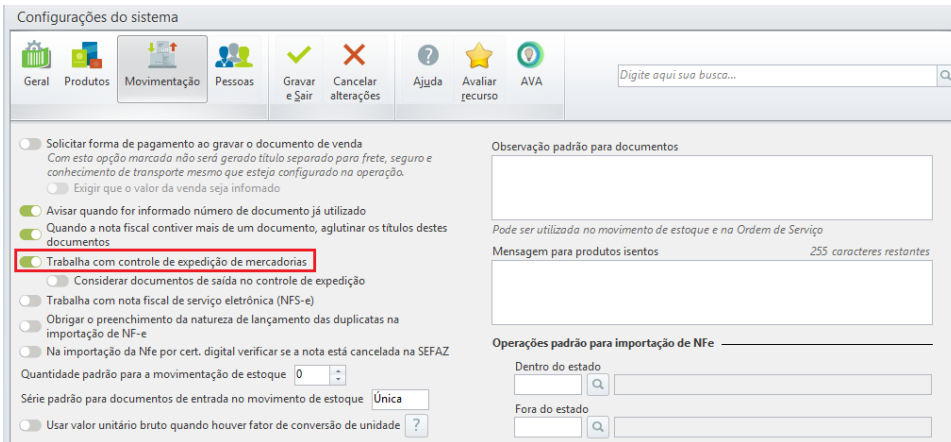 Configurações do sistema
Geral
Produtos
Movimentação
Pessoas
Gravar
e Sair
Cancelar
alterações
Ajuda
Avaliar
recurso
AVA
Digite aqui sua busca...
Solicitar forma de pagamento ao gravar o documento de venda
Com esta opção marcada não será gerado título separado para frete, seguro e
conhecimento de transporte mesmo que esteja configurado na operação.
Exigir que o valor da venda seja infomado
Avisar quando for informado número de documento já utilizado
Quando a nota fiscal contiver mais de um documento, aglutinar os títulos destes
documentos
Trabalha com controle de expedição de mercadorias
Considerar documentos de saída no controle de expedição
Trabalha com nota fiscal de serviço eletrônica (NFS-e)
Obrigar o preenchimento da natureza de lançamento das duplicatas na
importação de NF-e
Na importação da Nfe por cert. digital verificar se a nota está cancelada na SEFAZ
Quantidade padrão para a movimentação de estoque 0
Série padrão para documentos de entrada no movimento de estoque Única
Usar valor unitário bruto quando houver fator de conversão de unidade ?
Observação padrão para documentos
Pode ser utilizada no movimento de estoque e na Ordem de Serviço
Mensagem para produtos isentos 255 caracteres restantes
Operações padrão para importação de NFe
Dentro do estado
Fora do estado